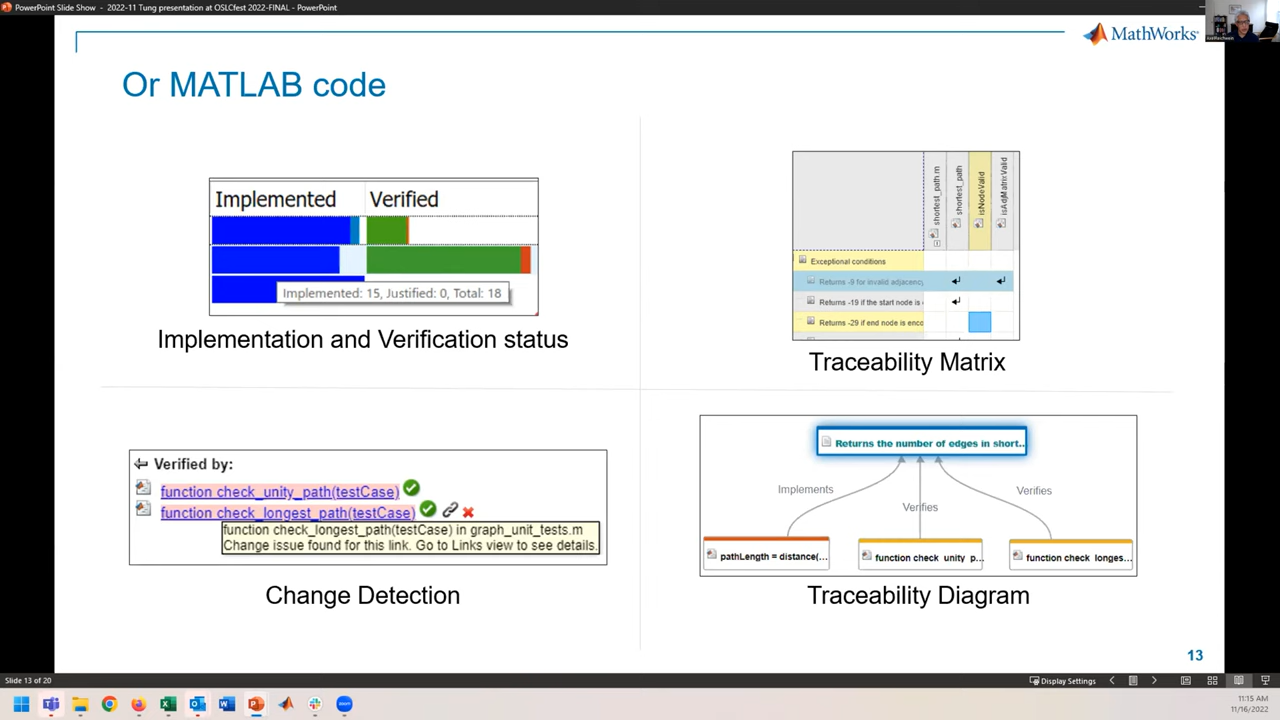 PowerPoint Slide Show - 2022-11 Tung presentation at OSLCfest 2022-FINAL - PowerPoint
MathWorks
Or MATLAB code
Implemented Verified
Implemented: 15, Justified: 0, Total: 18
Implementation and Verification status
shortest_path.m
shortest_path
isNodeValid
isAdjMatrixValid
Exceptional conditions
Returns -9 for invalid adjacency
Returns -19 if the start node is
Returns -29 if end node is enco
Traceability Matrix
Verified by:
function check_unity_path(testCase)
function check_longest_path(testCase)
function check_longest_path(testCase) in graph_unit_tests.m
Change issue found for this link. Go to Links view to see details.
Change Detection
Returns the number of edges in short...
Implements
Verifies
Verifies
pathLength = distance(...
function check_unity_p...
function check_longes...
Traceability Diagram
13
Slide 13 of 20
Display Settings
11:15 AM
11/16/2022